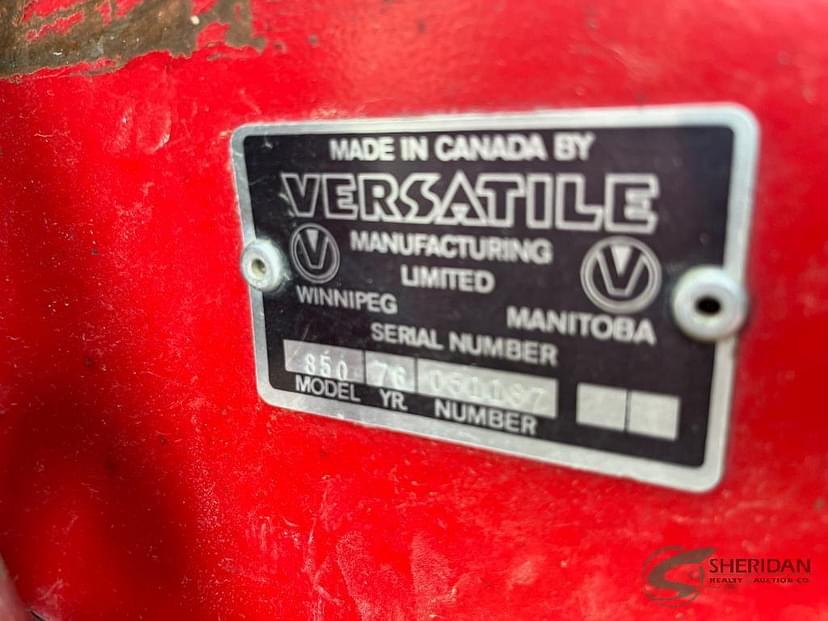 MADE IN CANADA BY
VERSATILE
MANUFACTURING
LIMITED
WINNIPEG
MANITOBA
SERIAL NUMBER
850 76 051187
MODEL YR. NUMBER
SHERIDAN
REALTY & AUCTION CO.